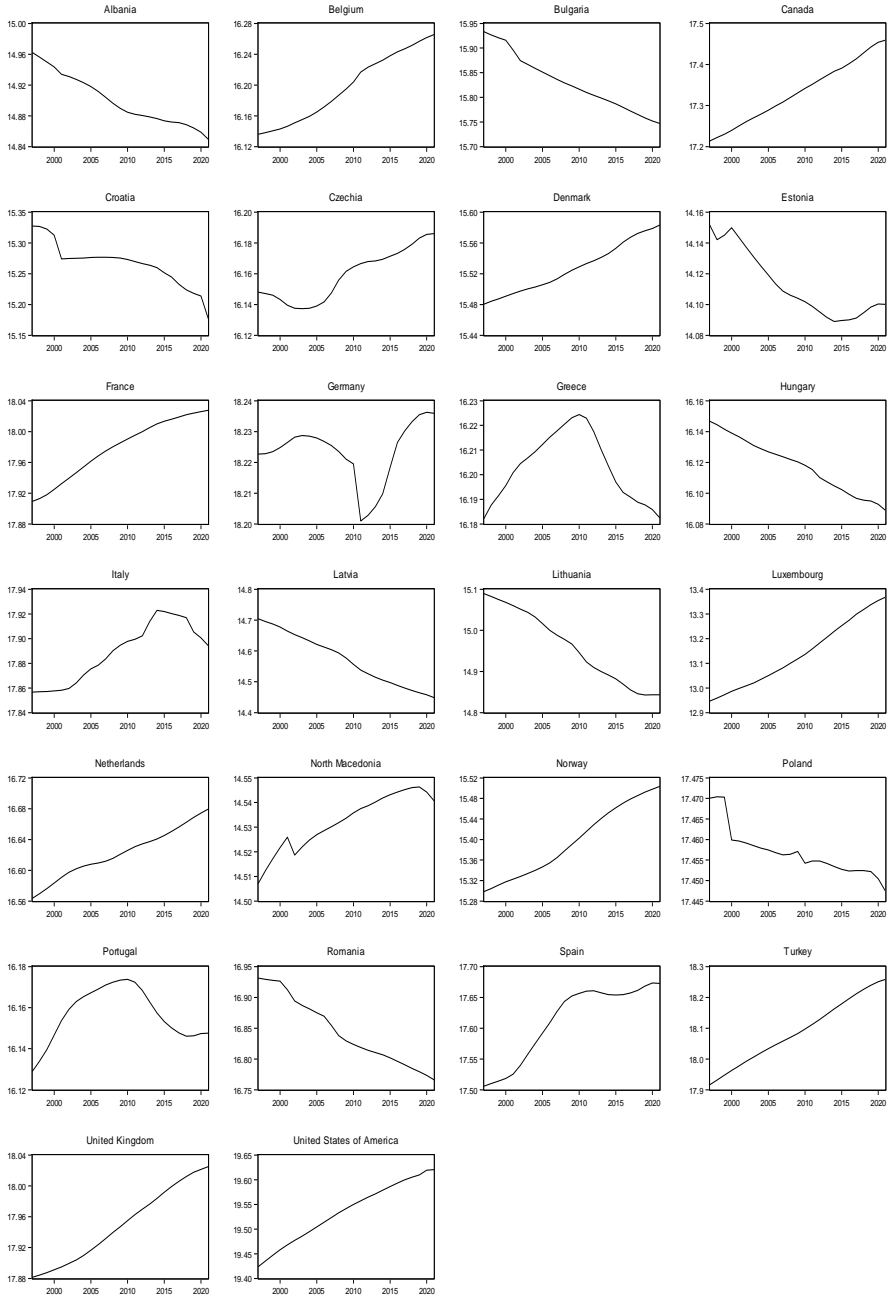 Albania Belgium Bulgaria Canada
15.00 16.28 15.95 17.5
14.96 16.24 15.90 17.4
14.92 16.20 15.85 17.3
15.80
14.88 16.16 15.75
14.84 16.12 15.70 17.2
2000 2005 2010 2015 2020 2000 2005 2010 2015 2020 2000 2005 2010 2015 2020 2000 2005 2010 2015 2020
Croatia Czechia Denmark Estonia
15.35 16.20 15.60 14.16
15.30 16.18 15.56 14.14
15.25 16.16 15.52 14.12
15.20 16.14 15.48 14.10
15.15 16.12 15.44 14.08
2000 2005 2010 2015 2020 2000 2005 2010 2015 2020 2000 2005 2010 2015 2020 2000 2005 2010 2015 2020
France Germany Greece Hungary
18.04 18.24 16.23 16.16
18.00 18.23 16.22 16.14
16.21
17.96 18.22 16.20 16.12
17.92 18.21 16.19 16.10
17.88 18.20 16.18 16.08
2000 2005 2010 2015 2020 2000 2005 2010 2015 2020 2000 2005 2010 2015 2020 2000 2005 2010 2015 2020
Italy Latvia Lithuania Luxembourg
17.94 14.8 15.1 13.4
17.92 14.7 15.0 13.3
17.90 13.2
17.88 14.6 14.9 13.1
17.86 14.5 13.0
17.84 14.4 14.8 12.9
2000 2005 2010 2015 2020 2000 2005 2010 2015 2020 2000 2005 2010 2015 2020 2000 2005 2010 2015 2020
Netherlands North Macedonia Norway Poland
16.72 14.55 15.52 17.475
16.68 14.54 15.48 17.470
14.53 15.44 17.465
16.64 15.40 17.460
16.60 14.52 15.36 17.455
14.51 15.32 17.450
16.56 14.50 15.28 17.445
2000 2005 2010 2015 2020 2000 2005 2010 2015 2020 2000 2005 2010 2015 2020 2000 2005 2010 2015 2020
Portugal Romania Spain Turkey
16.18 16.95 17.70 18.3
16.16 16.90 17.65 18.2
16.85 17.60 18.1
16.14 16.80 17.55 18.0
16.12 16.75 17.50 17.9
2000 2005 2010 2015 2020 2000 2005 2010 2015 2020 2000 2005 2010 2015 2020 2000 2005 2010 2015 2020
United Kingdom United States of America
18.04 19.65
18.00 19.60
19.55
17.96 19.50
17.92 19.45
17.88 19.40
2000 2005 2010 2015 2020 2000 2005 2010 2015 2020